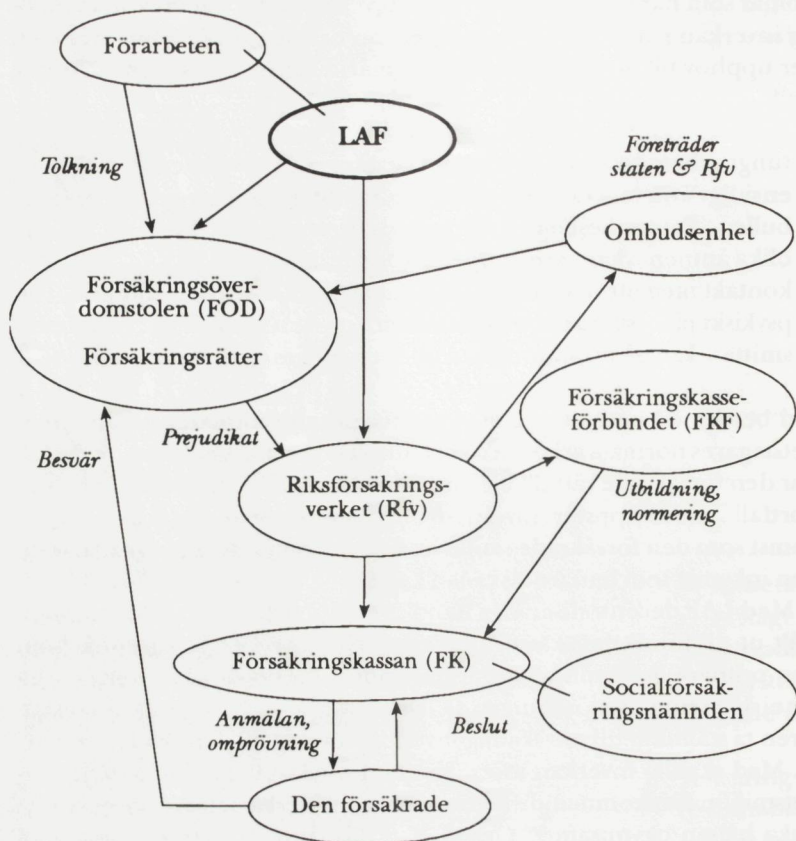 Förarbeten
LAF
Tolkning
Företräder
staten & Rfv
Ombudsenhet
Försäkringsöver-
domstolen (FÖD)
Försäkringsrätter
Försäkringskasse-
förbundet (FKF)
Prejudikat
Besvär
Riksförsäkrings-
verket (Rfv)
Utbildning,
normering
Försäkringskassan (FK)
Socialförsäk-
ringsnämnden
Anmälan,
omprövning
Beslut
Den försäkrade